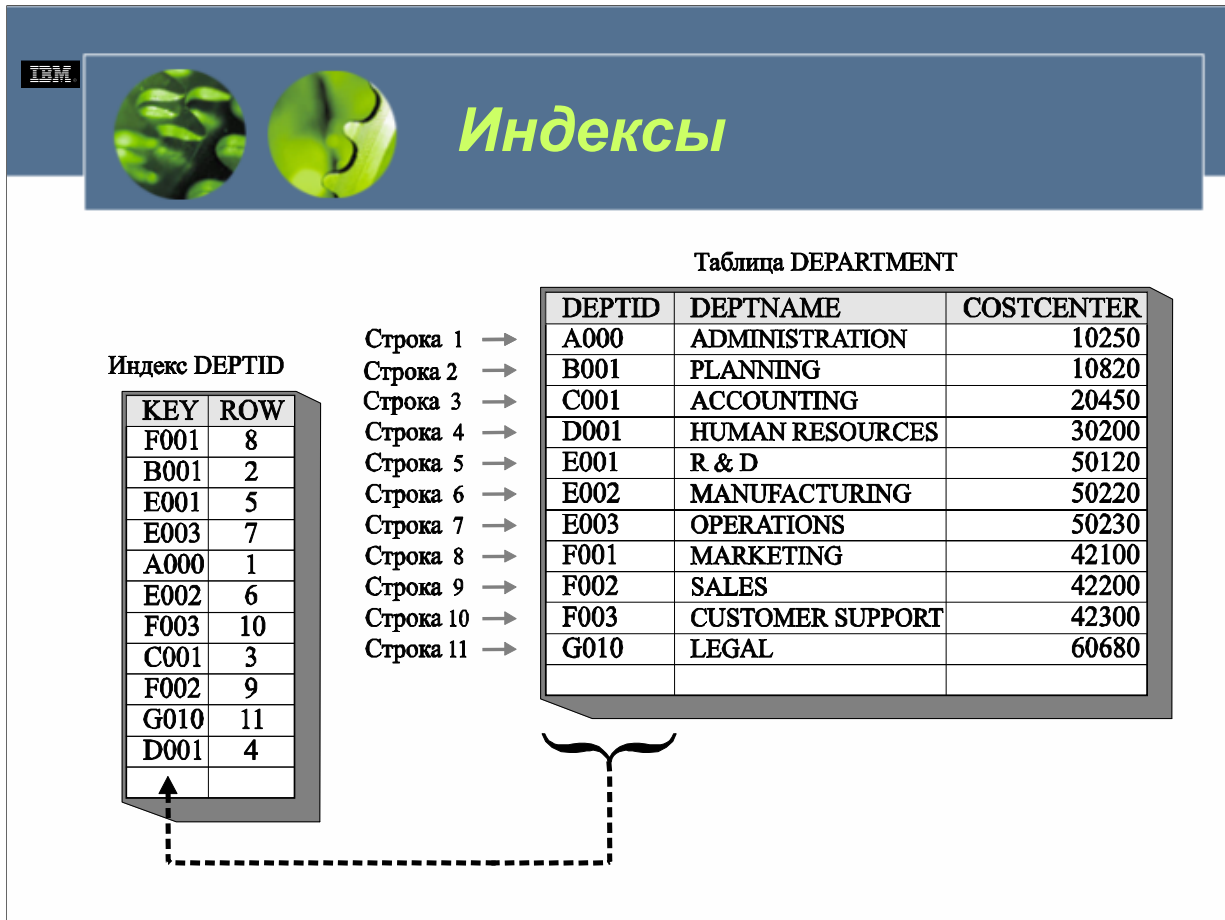 IBM
Индексы
Таблица DEPARTMENT
DEPTID DEPTNAME COSTCENTER
Строка 1 A000 ADMINISTRATION 10250
Строка 2 B001 PLANNING 10820
Строка 3 C001 ACCOUNTING 20450
Строка 4 D001 HUMAN RESOURCES 30200
Строка 5 E001 R & D 50120
Строка 6 E002 MANUFACTURING 50220
Строка 7 E003 OPERATIONS 50230
Строка 8 F001 MARKETING 42100
Строка 9 F002 SALES 42200
Строка 10 F003 CUSTOMER SUPPORT 42300
Строка 11 G010 LEGAL 60680
Индекс DEPTID
KEY ROW
F001 8
B001 2
E001 5
E003 7
A000 1
E002 6
F003 10
C001 3
F002 9
G010 11
D001 4